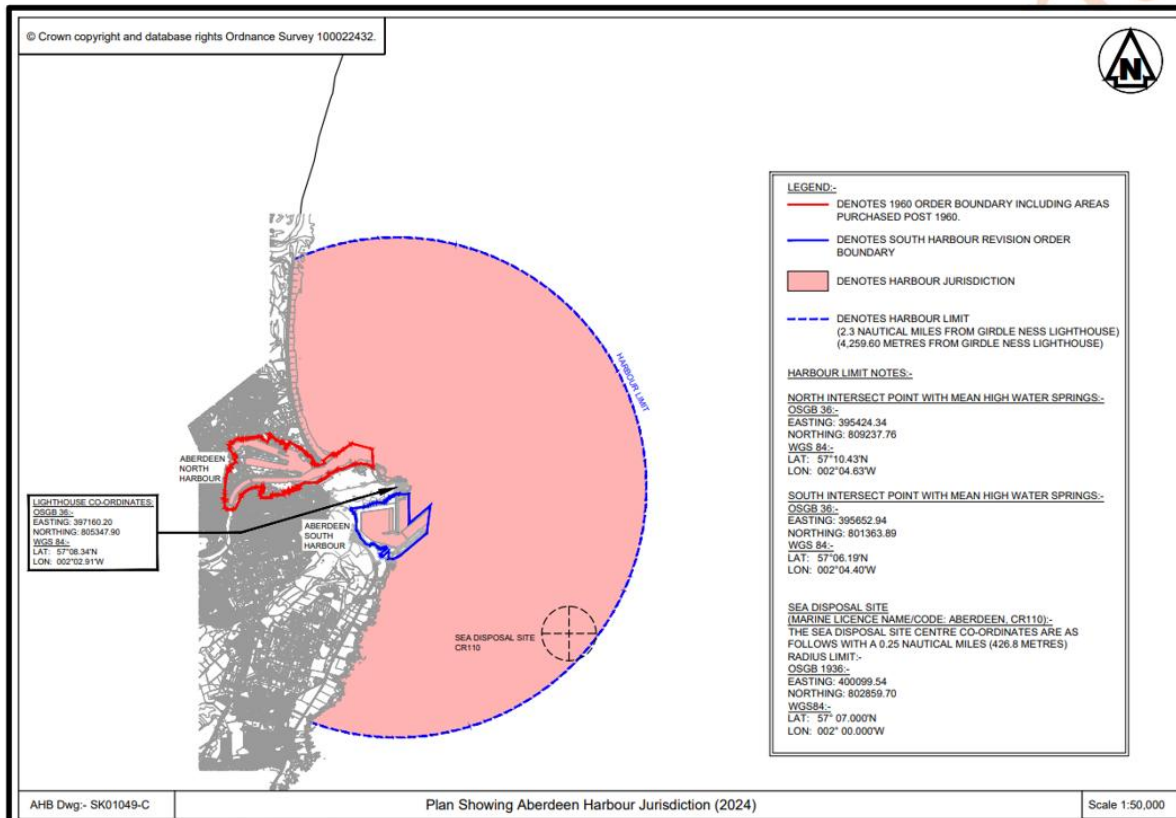 © Crown copyright and database rights Ordnance Survey 100022432.
N
LEGEND:-
DENOTES 1960 ORDER BOUNDARY INCLUDING AREAS
PURCHASED POST 1960.
DENOTES SOUTH HARBOUR REVISION ORDER
BOUNDARY
DENOTES HARBOUR JURISDICTION
DENOTES HARBOUR LIMIT
(2.3 NAUTICAL MILES FROM GIRDLE NESS LIGHTHOUSE)
(4,259.60 METRES FROM GIRDLE NESS LIGHTHOUSE)
HARBOUR LIMIT NOTES:-
NORTH INTERSECT POINT WITH MEAN HIGH WATER SPRINGS:-
OSGB 36:-
EASTING: 395424.34
NORTHING: 809237.76
WGS 84:-
LAT: 57°10.43'N
LON: 002°04.63'W
SOUTH INTERSECT POINT WITH MEAN HIGH WATER SPRINGS:-
OSGB 36:-
EASTING: 395652.94
NORTHING: 801363.89
WGS 84:-
LAT: 57°06.19'N
LON: 002°04.40'W
SEA DISPOSAL SITE
(MARINE LICENCE NAME/CODE: ABERDEEN, CR110):-
THE SEA DISPOSAL SITE CENTRE CO-ORDINATES ARE AS
FOLLOWS WITH A 0.25 NAUTICAL MILES (426.8 METRES)
RADIUS LIMIT:-
OSGB 1936:-
EASTING: 400099.54
NORTHING: 802859.70
WGS84:-
LAT: 57° 07.000'N
LON: 002° 00.000'W
HARBOUR LIMIT
ABERDEEN
NORTH
HARBOUR
LIGHTHOUSE CO-ORDINATES:
OSGB 36:-
EASTING: 397160.20
NORTHING: 805347.90
WGS 84:-
LAT: 57°08.34'N
LON: 002°02.91'W
ABERDEEN
SOUTH
HARBOUR
SEA DISPOSAL SITE
CR110
AHB Dwg:- SK01049-C
Plan Showing Aberdeen Harbour Jurisdiction (2024)
Scale 1:50,000